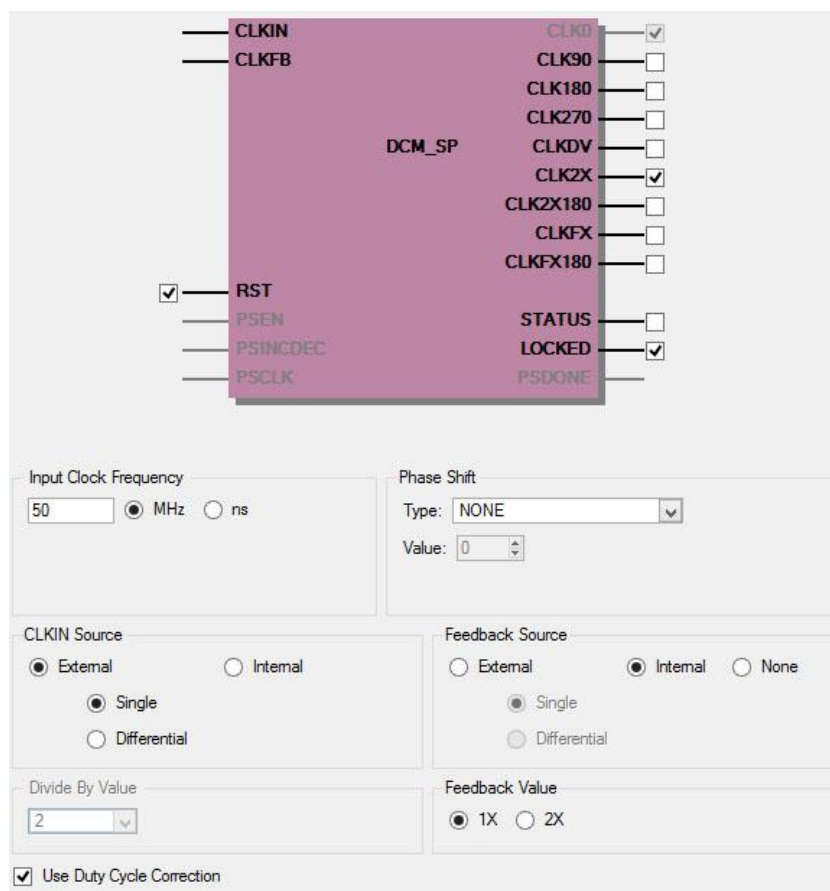 CLKIN CLK0
CLKFB CLK90
CLK180
CLK270
DCM_SP CLKDV
CLK2X
CLK2X180
CLKFX
CLKFX180
RST
PSEN STATUS
PSINCDEC LOCKED
PSCLK PSDONE
Input Clock Frequency Phase Shift
50 MHz ns Type: NONE
Value: 0
CLKIN Source Feedback Source
External Internal External Internal None
Single Single
Differential Differential
Divide By Value Feedback Value
2 1X 2X
Use Duty Cycle Correction